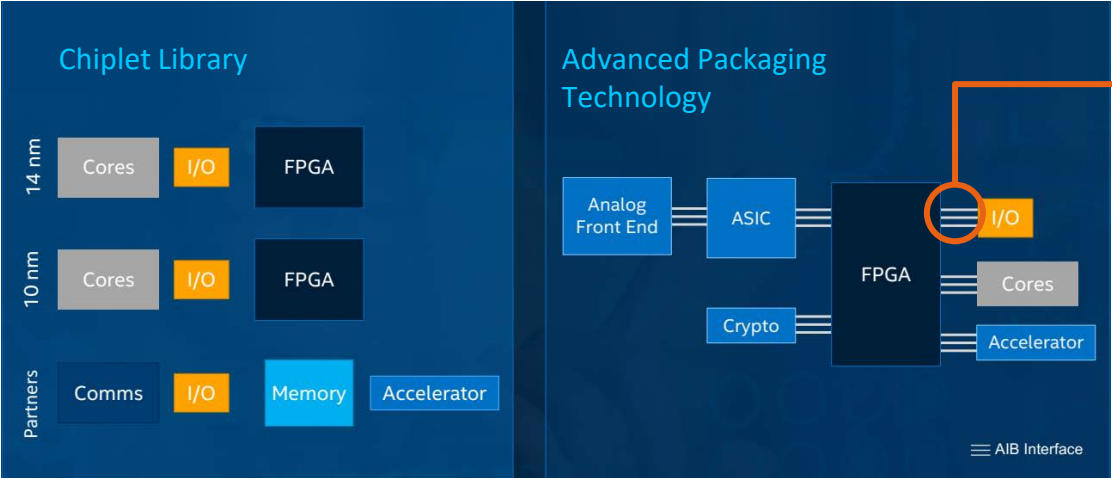 Chiplet Library
14 nm
Cores
I/O
FPGA
10 nm
Cores
I/O
FPGA
Partners
Comms
I/O
Memory
Accelerator
Advanced Packaging
Technology
Analog
Front End
ASIC
FPGA
I/O
Cores
Crypto
Accelerator
AIB Interface